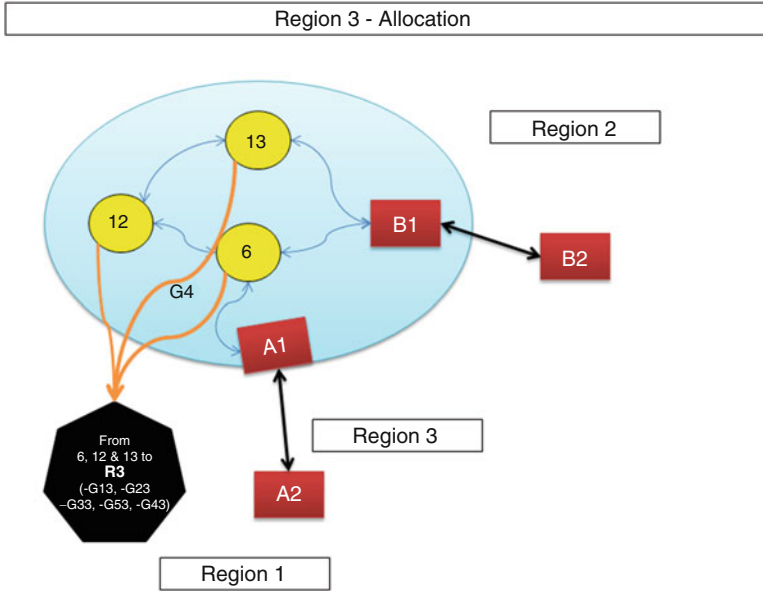 Region 3 - Allocation
13
Region 2
12
B1
6
B2
G4
A1
From
6, 12 & 13 to
R3
(-G13, -G23
–G33, -G53, -G43)
Region 3
A2
Region 1